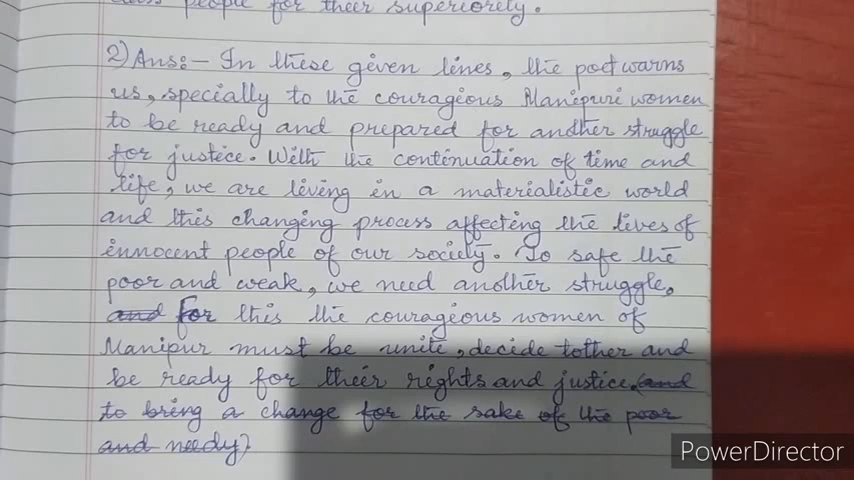 people for their superiorety.
2) Ans:- In these given lines, the poet warns
us, specially to the couragious Manipuri women
to be ready and prepared for another struggle
for justice. With the continuation of time and
life, we are living in a materialistic world
and this changing process affecting the lives of
innocent people of our society. To safe the
poor and weak, we need another struggle.
and For this the courageous women of
Manipur must be unite, decide tother and
be ready for their rights and justice. (and
to bring a change for the sake of the poor
and needy)
PowerDirector